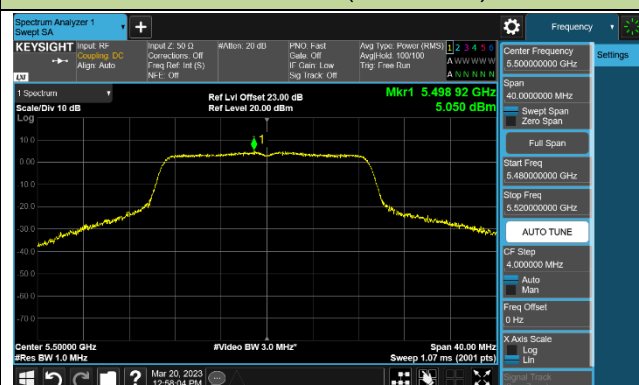 Spectrum Analyzer 1
Swept SA
Frequency
KEYSIGHT
Input: RF
Coupling: DC
Align: Auto
Input Z: 50 Ω
Corrections: Off
Freq Ref: Int (S)
NFE: Off
#Atten: 20 dB
PNO: Fast
Gate: Off
IF Gain: Low
Sig Track: Off
Avg Type: Power (RMS)
Avg|Hold: 100/100
Trig: Free Run
1 2 3 4 5 6
A W W W W W
A N N N N N
LXI
1 Spectrum
Scale/Div 10 dB
Log
Ref Lvl Offset 23.00 dB
Ref Level 20.00 dBm
Mkr1 5.498 92 GHz
5.050 dBm
1
10.0
0.00
-10.0
-20.0
-30.0
-40.0
-50.0
-60.0
-70.0
Center 5.50000 GHz
#Res BW 1.0 MHz
#Video BW 3.0 MHz*
Span 40.00 MHz
Sweep 1.07 ms (2001 pts)
Center Frequency
5.500000000 GHz
Settings
Span
40.0000000 MHz
Swept Span
Zero Span
Full Span
Start Freq
5.480000000 GHz
Stop Freq
5.520000000 GHz
AUTO TUNE
CF Step
4.000000 MHz
Auto
Man
Freq Offset
0 Hz
X Axis Scale
Log
Lin
Signal Track
Mar 20, 2023
12:58:04 PM